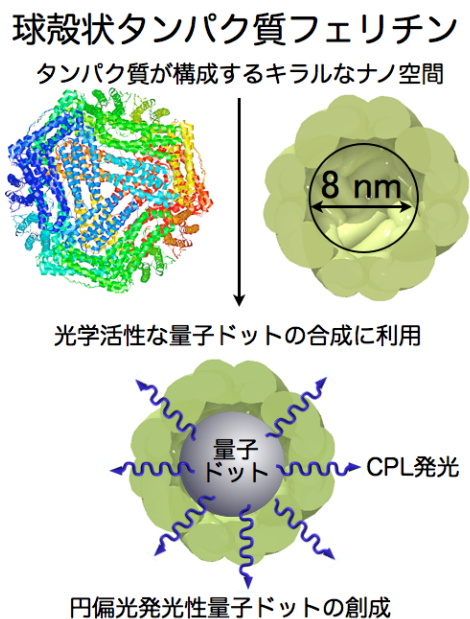 球殻状タンパク質フェリチン
タンパク質が構成するキラルなナノ空間
8 nm
光学活性な量子ドットの合成に利用
量子
ドット
CPL発光
円偏光発光性量子ドットの創成